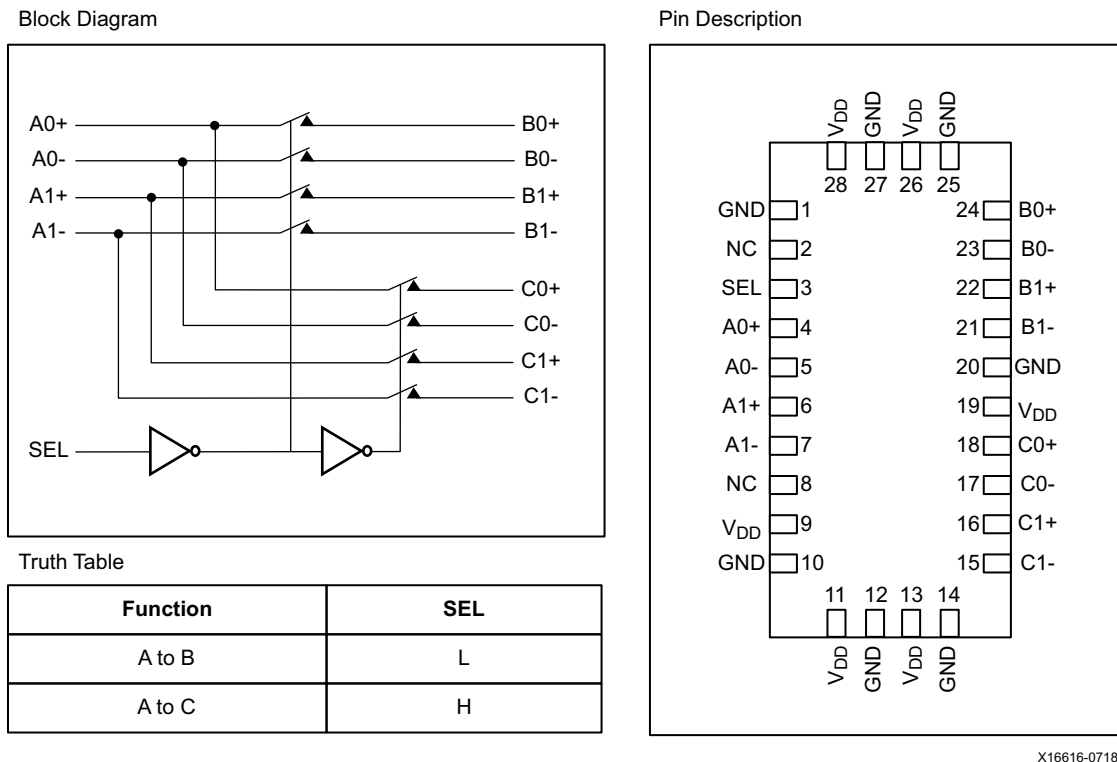 Block Diagram
A0+
B0+
A0-
B0-
A1+
B1+
A1-
B1-
C0+
C0-
C1+
C1-
SEL
Truth Table
Function SEL
A to B L
A to C H
Pin Description
VDD GND VDD GND
28 27 26 25
GND 1 24 B0+
NC 2 23 B0-
SEL 3 22 B1+
A0+ 4 21 B1-
A0- 5 20 GND
A1+ 6 19 VDD
A1- 7 18 C0+
NC 8 17 C0-
VDD 9 16 C1+
GND 10 15 C1-
11 12 13 14
VDD GND VDD GND
X16616-0718